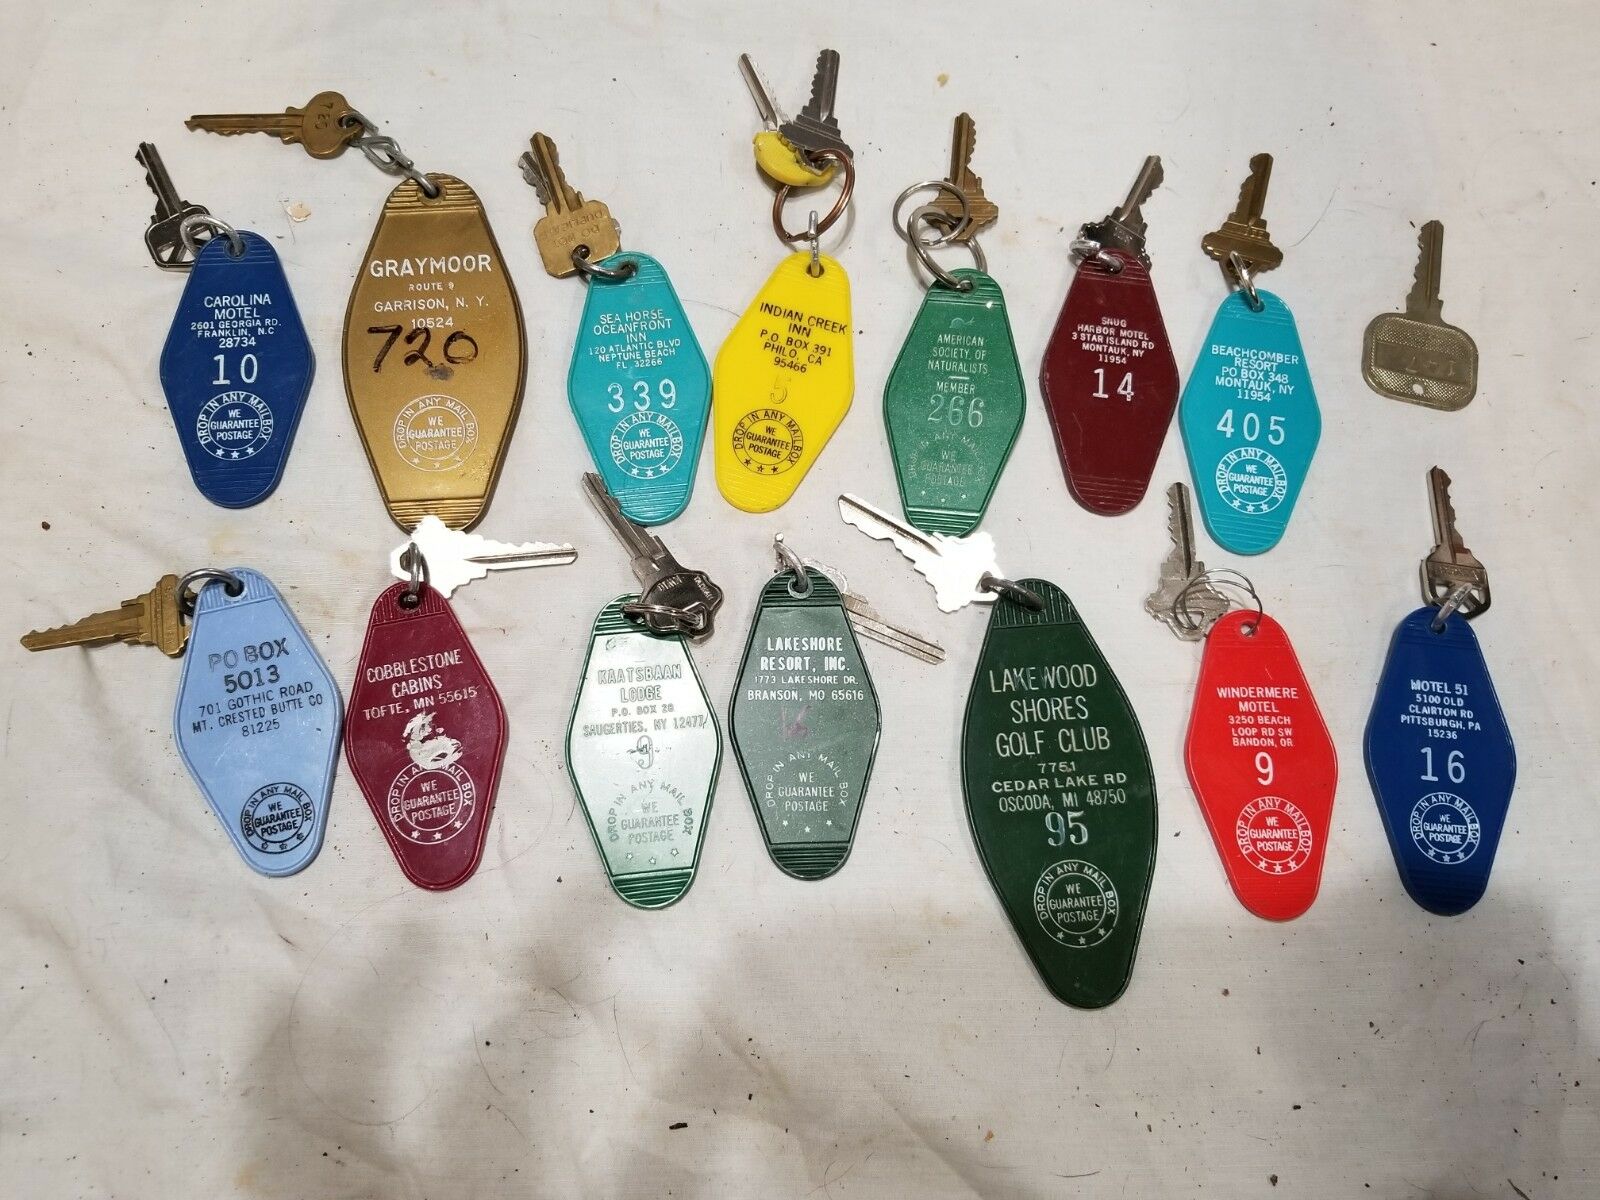 CAROLINA
MOTEL
2601 GEORGIA RD.
FRANKLIN, N.C
28734
10
DROP IN ANY MAILBOX
WE
GUARANTEE
POSTAGE
GRAYMOOR
ROUTE 9
GARRISON, N. Y.
10524
720
DROP IN ANY MAILBOX
WE
GUARANTEE
POSTAGE
SEA HORSE
OCEANFRONT
INN
120 ATLANTIC BLVD
NEPTUNE BEACH
FL 32266
339
DROP IN ANY MAILBOX
WE
GUARANTEE
POSTAGE
INDIAN CREEK
INN
P.O. BOX 391
PHILO, CA
95466
5
DROP IN ANY MAILBOX
WE
GUARANTEE
POSTAGE
AMERICAN
SOCIETY OF
NATURALISTS
MEMBER
266
DROP IN ANY MAILBOX
WE
GUARANTEE
POSTAGE
SNUG
HARBOR MOTEL
3 STAR ISLAND RD
MONTAUK, NY
11954
14
BEACHCOMBER
RESORT
PO BOX 348
MONTAUK, NY
11954
405
DROP IN ANY MAILBOX
WE
GUARANTEE
POSTAGE
PO BOX
5013
701 GOTHIC ROAD
MT. CRESTED BUTTE CO
81225
DROP IN ANY MAIL BOX
WE
GUARANTEE
POSTAGE
COBBLESTONE
CABINS
TOFTE, MN 55615
DROP IN ANY MAILBOX
WE
GUARANTEE
POSTAGE
KAATSBAAN
LODGE
P.O. BOX 28
SAUGERTIES, NY 12477
9
DROP IN ANY MAIL BOX
WE
GUARANTEE
POSTAGE
LAKESHORE
RESORT, INC.
1773 LAKESHORE DR.
BRANSON, MO 65616
DROP IN ANY MAIL BOX
WE
GUARANTEE
POSTAGE
LAKEWOOD
SHORES
GOLF CLUB
7751
CEDAR LAKE RD
OSCODA, MI 48750
95
DROP IN ANY MAIL BOX
WE
GUARANTEE
POSTAGE
WINDERMERE
MOTEL
3250 BEACH
LOOP RD SW
BANDON, OR
9
DROP IN ANY MAILBOX
WE
GUARANTEE
POSTAGE
MOTEL 51
5100 OLD
CLAIRTON RD
PITTSBURGH, PA
15236
16
DROP IN ANY MAILBOX
WE
GUARANTEE
POSTAGE